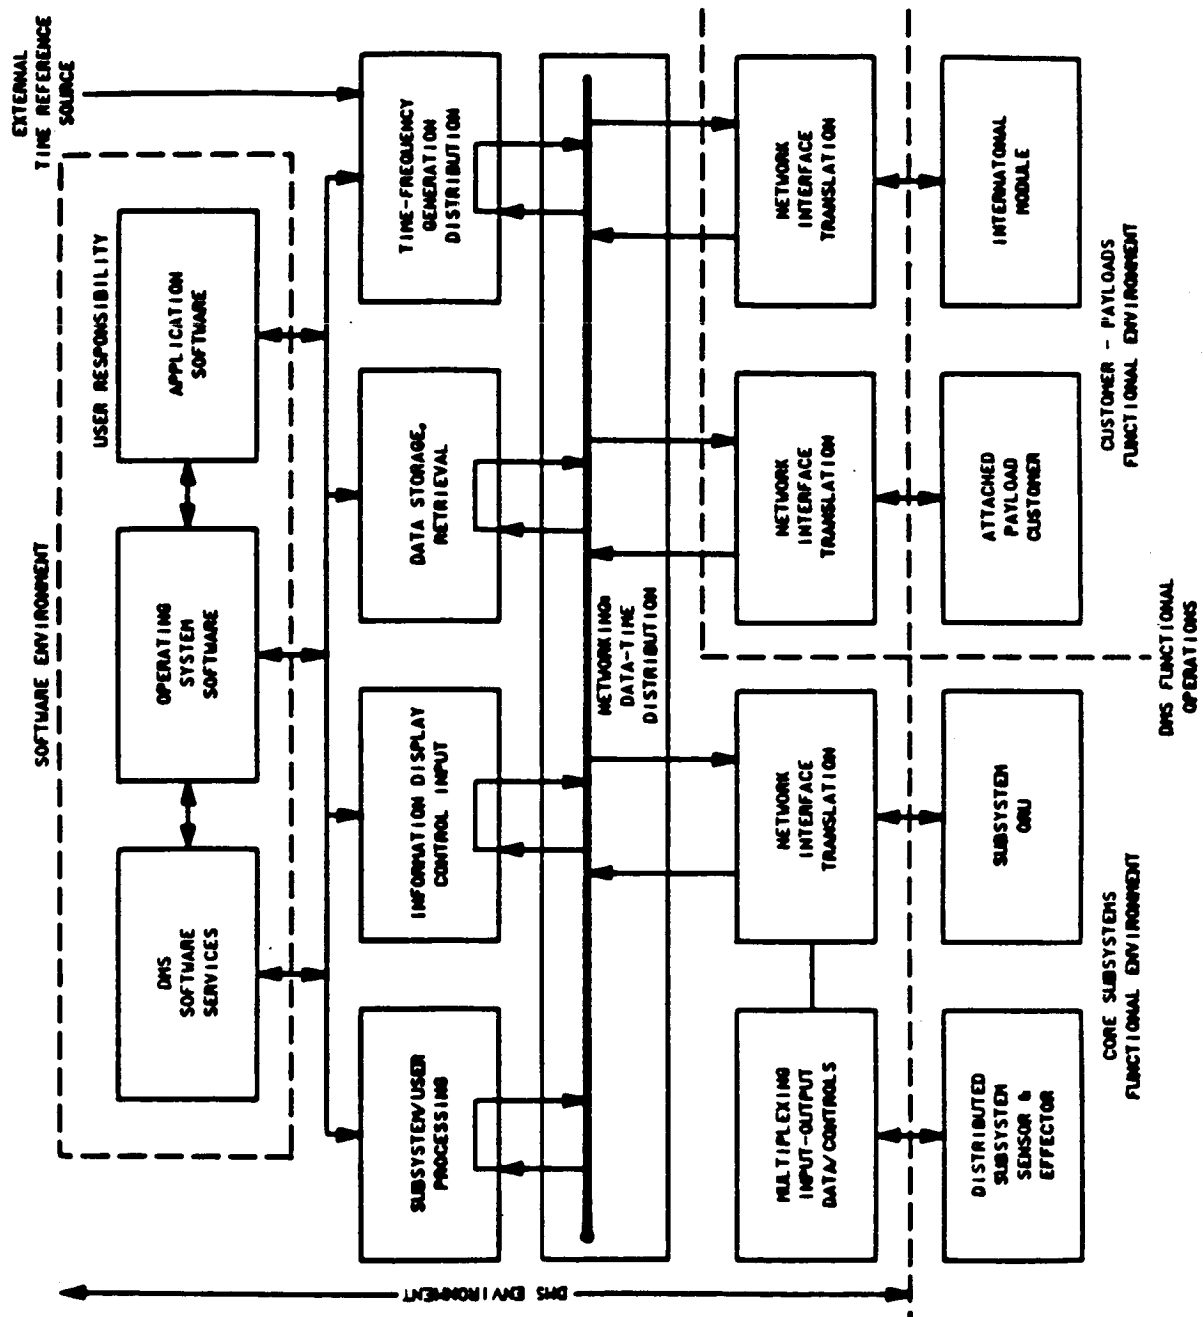 EXTERNAL
TIME REFERENCE
SOURCE
SOFTWARE ENVIRONMENT
USER RESPONSIBILITY
DMS
SOFTWARE
SERVICES
OPERATING
SYSTEM
SOFTWARE
APPLICATION
SOFTWARE
SUBSYSTEM/USER
PROCESSING
INFORMATION DISPLAY
CONTROL INPUT
DATA STORAGE,
RETRIEVAL
TIME-FREQUENCY
GENERATION
DISTRIBUTION
NETWORKING:
DATA-TIME
DISTRIBUTION
MULTIPLEXING
INPUT-OUTPUT
DATA/CONTROLS
NETWORK
INTERFACE
TRANSLATION
NETWORK
INTERFACE
TRANSLATION
NETWORK
INTERFACE
TRANSLATION
DISTRIBUTED
SUBSYSTEM
SENSOR &
EFFECTOR
SUBSYSTEM
ORU
ATTACHED
PAYLOAD
CUSTOMER
INTERNATONAL
MODULE
DMS ENVIRONMENT
CORE SUBSYSTEMS
FUNCTIONAL ENVIRONMENT
CUSTOMER - PAYLOADS
FUNCTIONAL ENVIRONMENT
DMS FUNCTIONAL
OPERATIONS